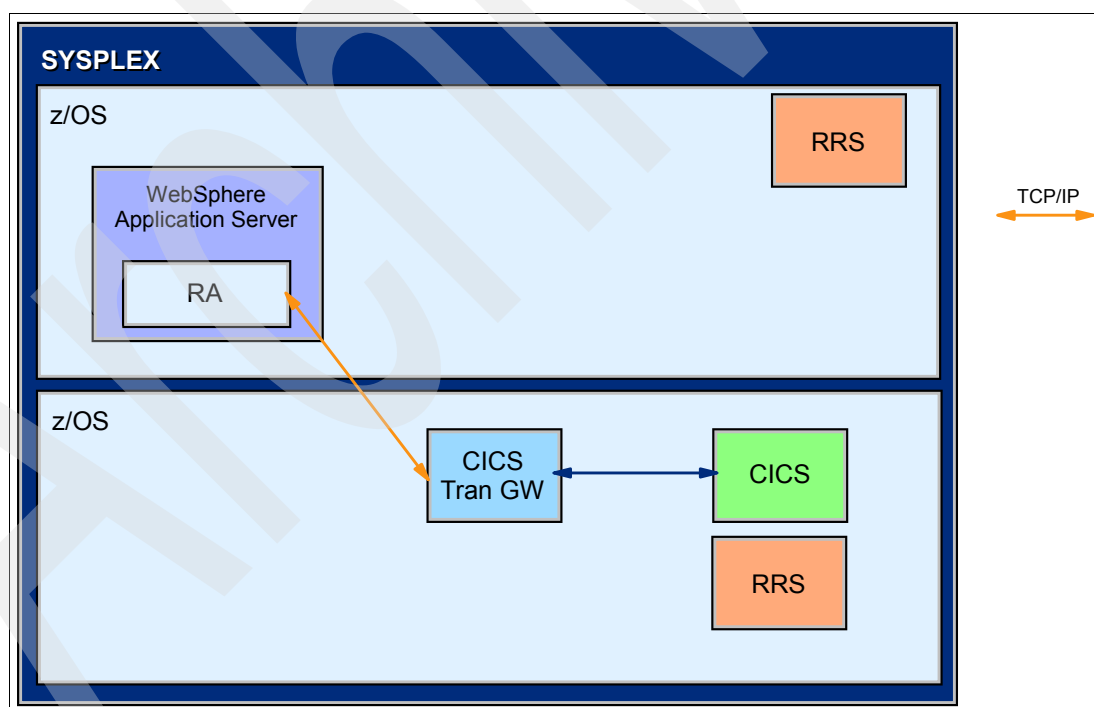 SYSPLEX
z/OS
RRS
WebSphere
Application Server
RA
TCP/IP
z/OS
CICS
Tran GW
CICS
RRS